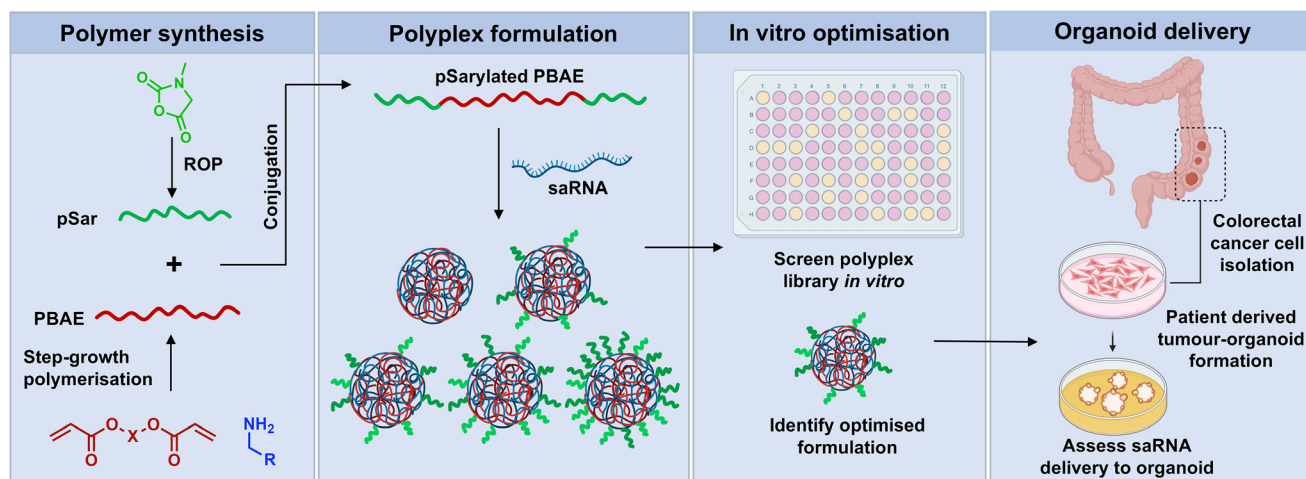 Polymer synthesis
O
N
O
O
ROP
pSar
+
PBAE
Step-growth
polymerisation
O
X
O
O
O
NH2
R
Conjugation
Polyplex formulation
pSarylated PBAE
saRNA
In vitro optimisation
1 2 3 4 5 6 7 8 9 10 11 12
A
B
C
D
E
F
G
H
Screen polyplex
library in vitro
Identify optimised
formulation
Organoid delivery
Colorectal
cancer cell
isolation
Patient derived
tumour-organoid
formation
Assess saRNA
delivery to organoid